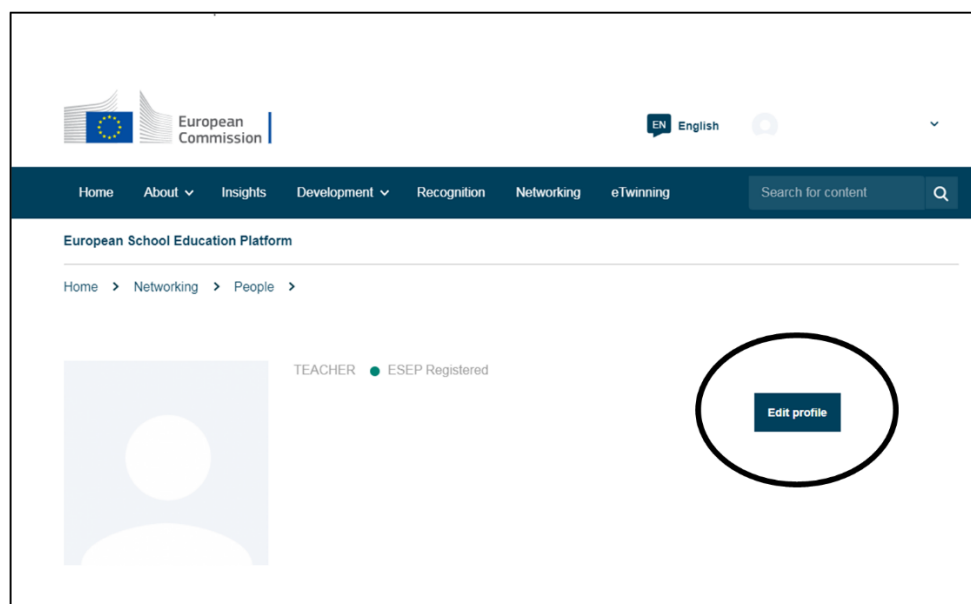 European
Commission
EN English
Home About Insights Development Recognition Networking eTwinning Search for content
European School Education Platform
Home > Networking > People >
TEACHER ESEP Registered
Edit profile